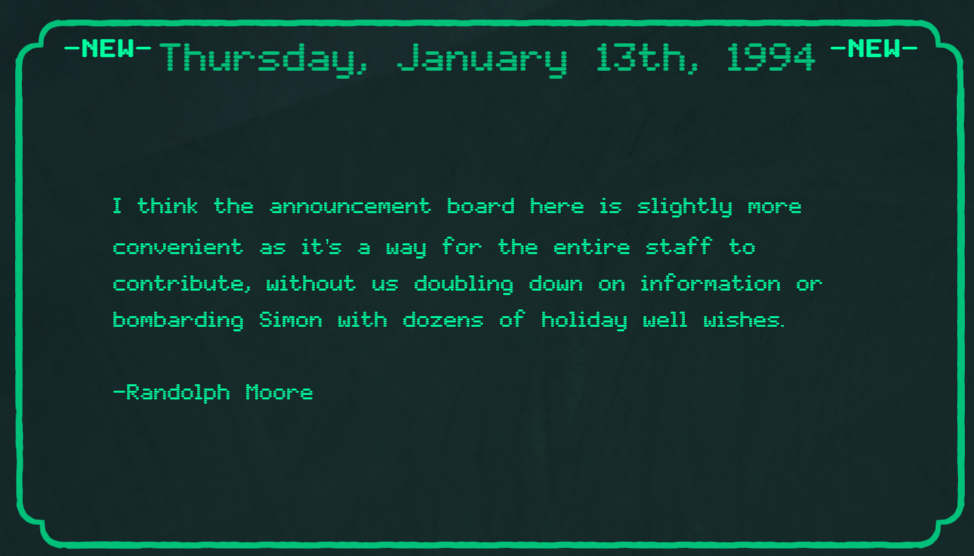 -NEW- Thursday, January 13th, 1994 -NEW-
I think the announcement board here is slightly more
convenient as it's a way for the entire staff to
contribute, without us doubling down on information or
bombarding Simon with dozens of holiday well wishes.
-Randolph Moore